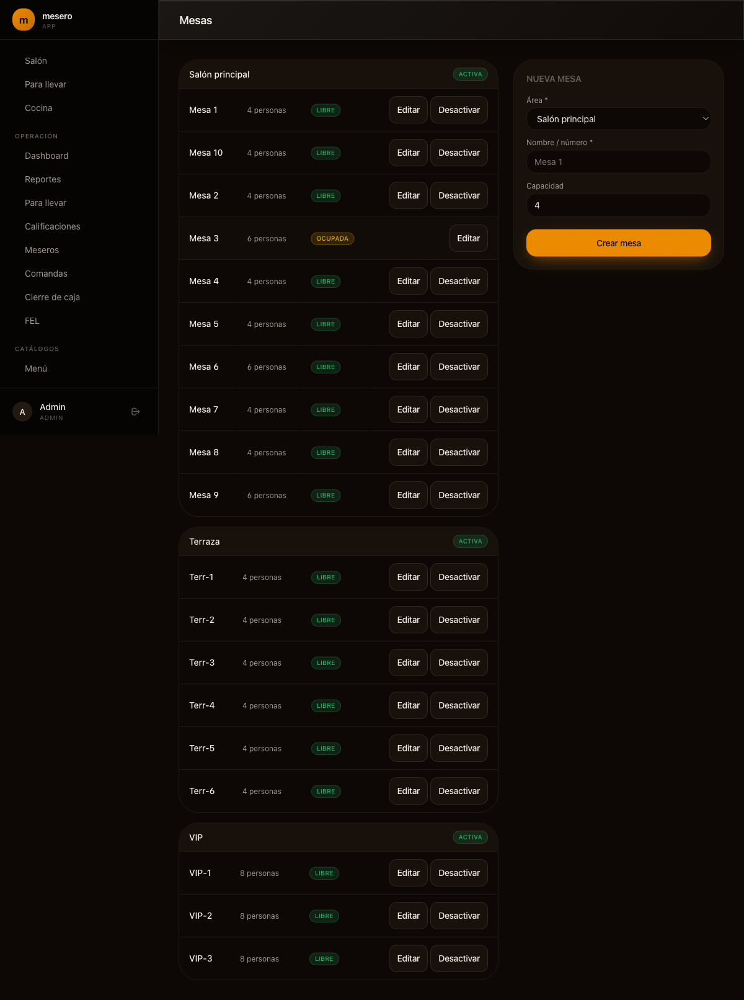 m
mesero
APP
Salón
Para llevar
Cocina
OPERACIÓN
Dashboard
Reportes
Para llevar
Calificaciones
Meseros
Comandas
Cierre de caja
FEL
CATÁLOGOS
Menú
A
Admin
ADMIN
Mesas
Salón principal ACTIVA
Mesa 1 4 personas LIBRE Editar Desactivar
Mesa 10 4 personas LIBRE Editar Desactivar
Mesa 2 4 personas LIBRE Editar Desactivar
Mesa 3 6 personas OCUPADA Editar
Mesa 4 4 personas LIBRE Editar Desactivar
Mesa 5 4 personas LIBRE Editar Desactivar
Mesa 6 6 personas LIBRE Editar Desactivar
Mesa 7 4 personas LIBRE Editar Desactivar
Mesa 8 4 personas LIBRE Editar Desactivar
Mesa 9 6 personas LIBRE Editar Desactivar
Terraza ACTIVA
Terr-1 4 personas LIBRE Editar Desactivar
Terr-2 4 personas LIBRE Editar Desactivar
Terr-3 4 personas LIBRE Editar Desactivar
Terr-4 4 personas LIBRE Editar Desactivar
Terr-5 4 personas LIBRE Editar Desactivar
Terr-6 4 personas LIBRE Editar Desactivar
VIP ACTIVA
VIP-1 8 personas LIBRE Editar Desactivar
VIP-2 8 personas LIBRE Editar Desactivar
VIP-3 8 personas LIBRE Editar Desactivar
NUEVA MESA
Área *
Salón principal
Nombre / número *
Mesa 1
Capacidad
4
Crear mesa